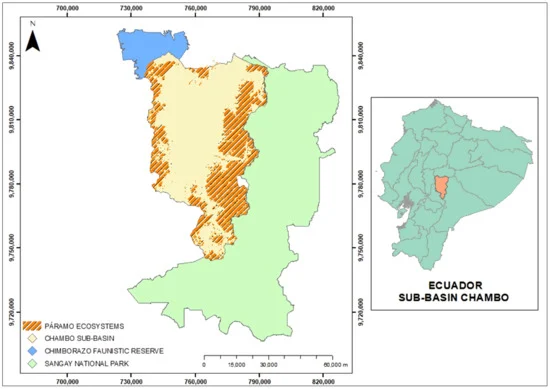 700,000 730,000 760,000 790,000 820,000
N
9,840,000 9,840,000
9,810,000 9,810,000
9,780,000 9,780,000
9,750,000 9,750,000
9,720,000 9,720,000
PÁRAMO ECOSYSTEMS
CHAMBO SUB-BASIN
CHIMBORAZO FAUNISTIC RESERVE
SANGAY NATIONAL PARK
0 15,000 30,000 60,000 m
700,000 730,000 760,000 790,000 820,000
ECUADOR
SUB-BASIN CHAMBO